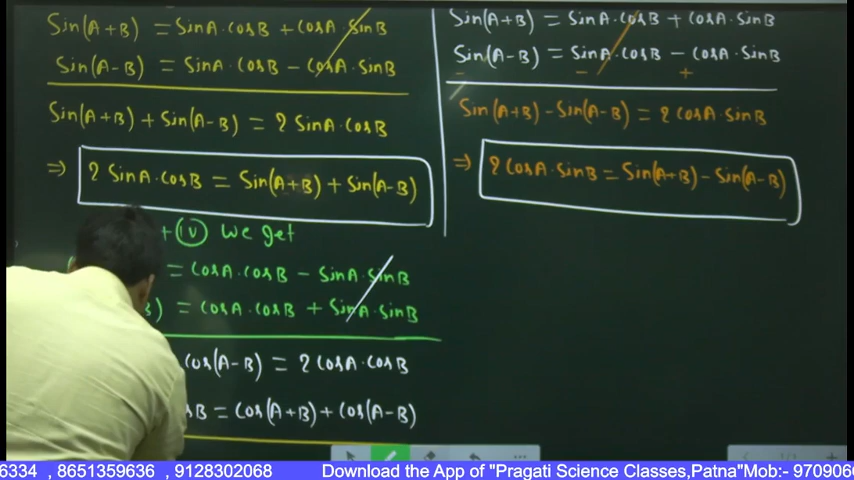 Sin(A+B) = SinA·CosB + CosA·SinB
Sin(A-B) = SinA·CosB - CosA·SinB
Sin(A+B) + Sin(A-B) = 2 SinA·CosB
⇒ 2 SinA·CosB = Sin(A+B) + Sin(A-B)
+ (iv) we get
= CosA·CosB - SinA·SinB
B) = CosA·CosB + SinA·SinB
Cos(A-B) = 2 CosA·CosB
sB = Cos(A+B) + Cos(A-B)
Sin(A+B) = SinA·CosB + CosA·SinB
Sin(A-B) = SinA·CosB - CosA·SinB
- - +
Sin(A+B) - Sin(A-B) = 2 CosA·SinB
⇒ 2 CosA·SinB = Sin(A+B) - Sin(A-B)
6334 , 8651359636 , 9128302068 Download the App of "Pragati Science Classes,Patna"Mob:- 970906